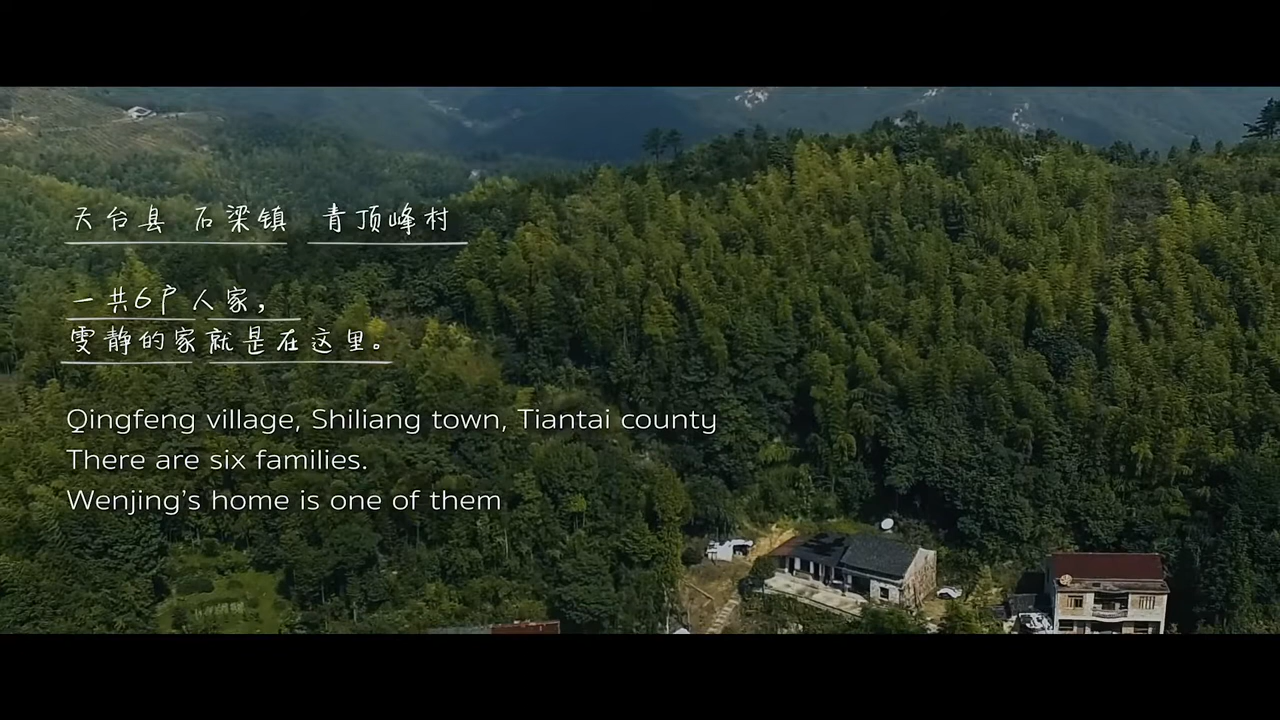 天台县 石梁镇 青顶峰村
一共6户人家，
雯静的家就是在这里。
Qingfeng village, Shiliang town, Tiantai county
There are six families.
Wenjing's home is one of them